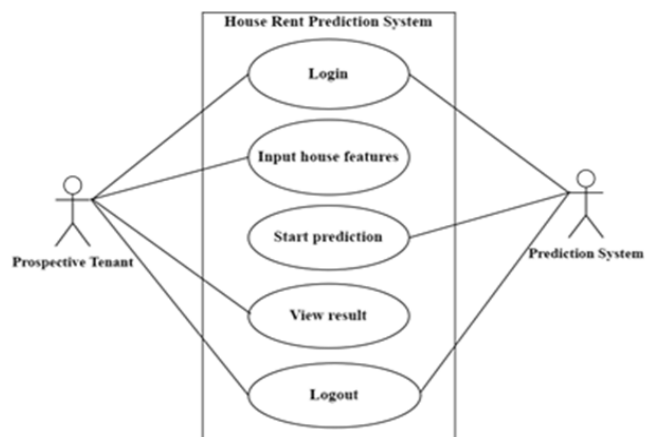 House Rent Prediction System
Login
Input house features
Start prediction
Prospective Tenant
Prediction System
View result
Logout